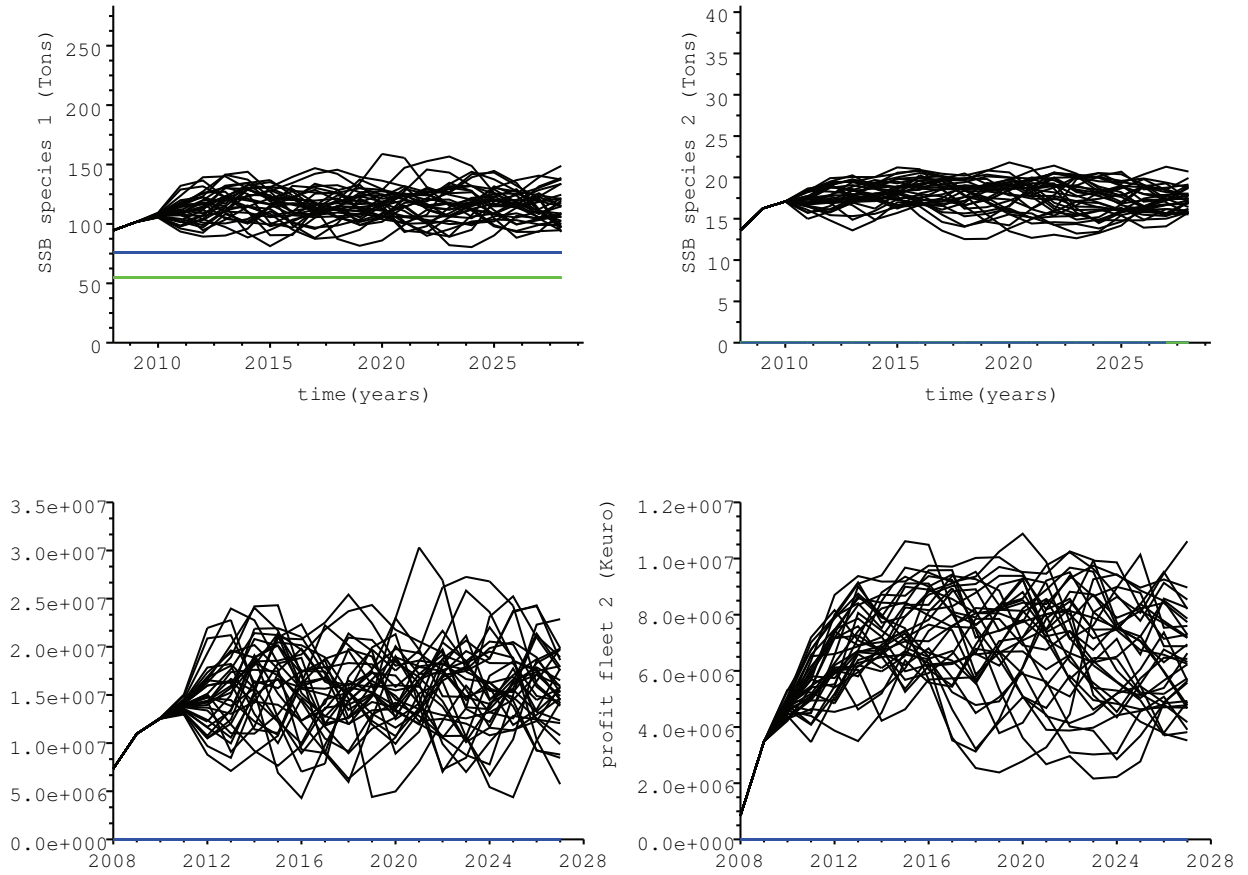 SSB species 1 (Tons)
250
200
150
100
50
0
2010 2015 2020 2025
time(years)
SSB species 2 (Tons)
40
35
30
25
20
15
10
5
0
2010 2015 2020 2025
time(years)
3.5e+007
3.0e+007
2.5e+007
2.0e+007
1.5e+007
1.0e+007
5.0e+006
0.0e+000
2008 2012 2016 2020 2024 2028
profit fleet 2 (Keuro)
1.2e+007
1.0e+007
8.0e+006
6.0e+006
4.0e+006
2.0e+006
0.0e+000
2008 2012 2016 2020 2024 2028